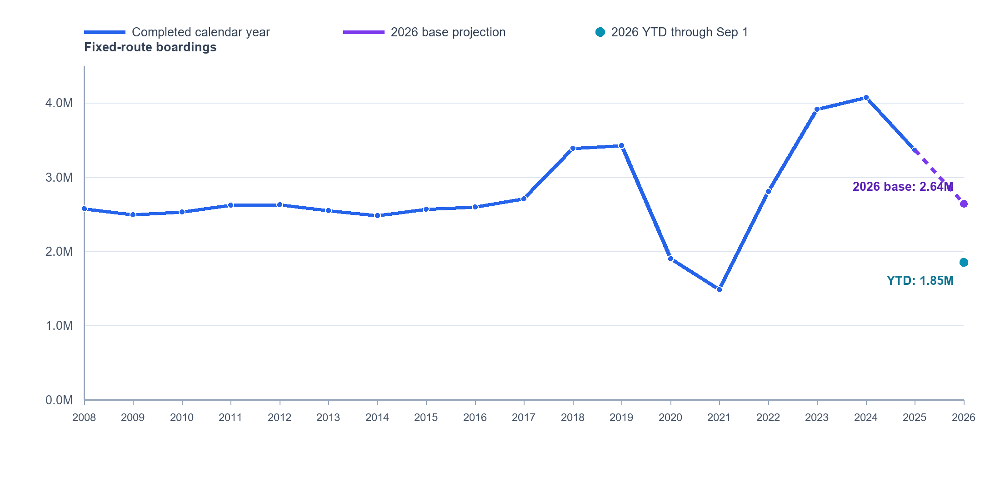 Completed calendar year 2026 base projection 2026 YTD through Sep 1
Fixed-route boardings
4.0M
3.0M
2026 base: 2.64M
2.0M
YTD: 1.85M
1.0M
0.0M
2008 2009 2010 2011 2012 2013 2014 2015 2016 2017 2018 2019 2020 2021 2022 2023 2024 2025 2026